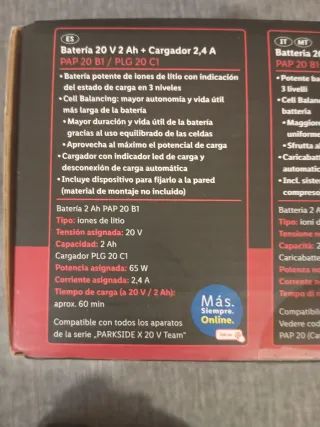 ES
Batería 20 V 2 Ah + Cargador 2,4 A
PAP 20 B1 / PLG 20 C1
• Batería potente de iones de litio con indicación
del estado de carga en 3 niveles
• Cell Balancing: mayor autonomía y vida útil
más larga de la batería
• Mayor duración y vida útil de la batería
gracias al uso equilibrado de las celdas
• Aprovecha al máximo el potencial de carga
• Cargador con indicador led de carga y
desconexión de carga automática
• Incluye dispositivo para fijarlo a la pared
(material de montaje no incluido)
Batería 2 Ah PAP 20 B1
Tipo: iones de litio
Tensión asignada: 20 V
Capacidad: 2 Ah
Cargador PLG 20 C1
Potencia asignada: 65 W
Corriente asignada: 2,4 A
Tiempo de carga (a 20 V / 2 Ah):
aprox. 60 min
Compatible con todos los aparatos
de la serie „PARKSIDE X 20 V Team"
Más.
Siempre.
Online.
IT MT
Batteria 20
PAP 20 B1
• Potente ba
3 livelli
• Cell Balanc
batteria
• Maggiore
uniforme
• Sfrutta al
• Caricabatt
automatic
• Incl. sister
compreso
Batteria 2 A
Tipo: ioni d
Tensione n
Capacità: 2
Caricabatte
Potenza no
Corrente n
Tempo di r
ca.
Compatibile
Vedere cod
PAP 20 (Car